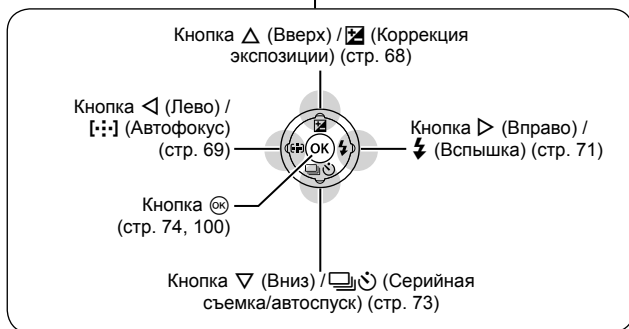 Кнопка △ (Вверх) / (Коррекция
экспозиции) (стр. 68)
Кнопка ◁ (Лево) /
[·:·] (Автофокус)
(стр. 69)
Кнопка ▷ (Вправо) /
⚡ (Вспышка) (стр. 71)
OK
Кнопка OK
(стр. 74, 100)
Кнопка ▽ (Вниз) / (Серийная
съемка/автоспуск) (стр. 73)